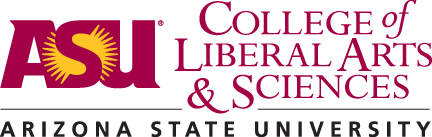 ASU®
COLLEGE of
LIBERAL ARTS
& SCIENCES
ARIZONA STATE UNIVERSITY